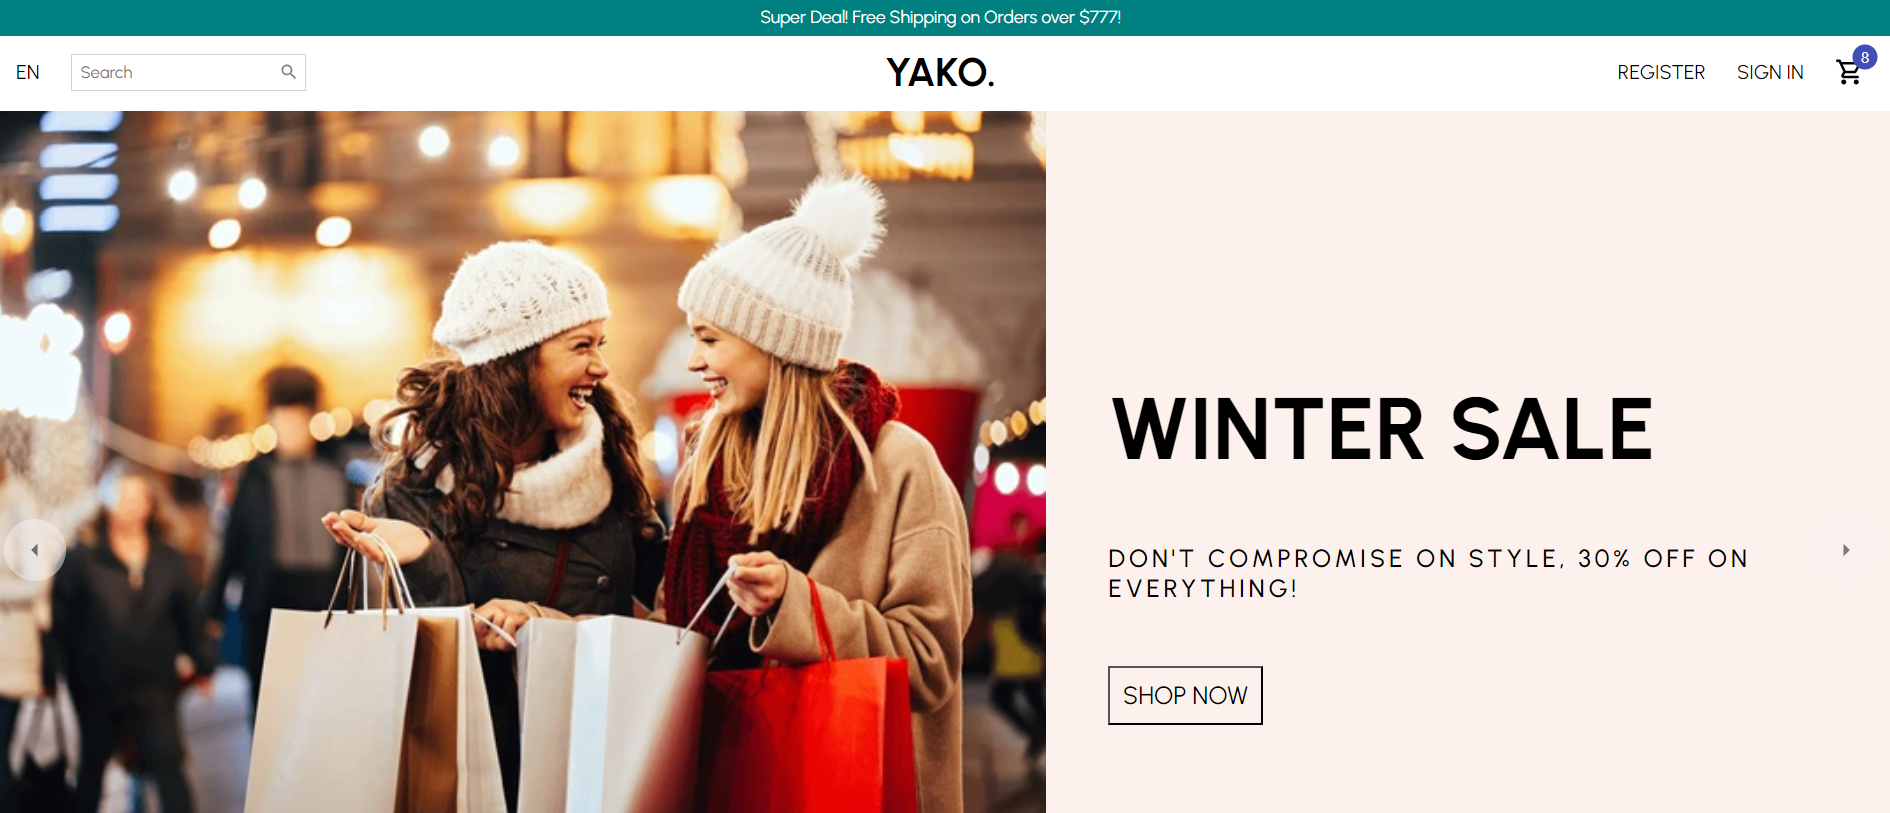 Super Deal! Free Shipping on Orders over $777!
EN
Search
YAKO.
REGISTER
SIGN IN
8
WINTER SALE
DON'T COMPROMISE ON STYLE, 30% OFF ON
EVERYTHING!
SHOP NOW